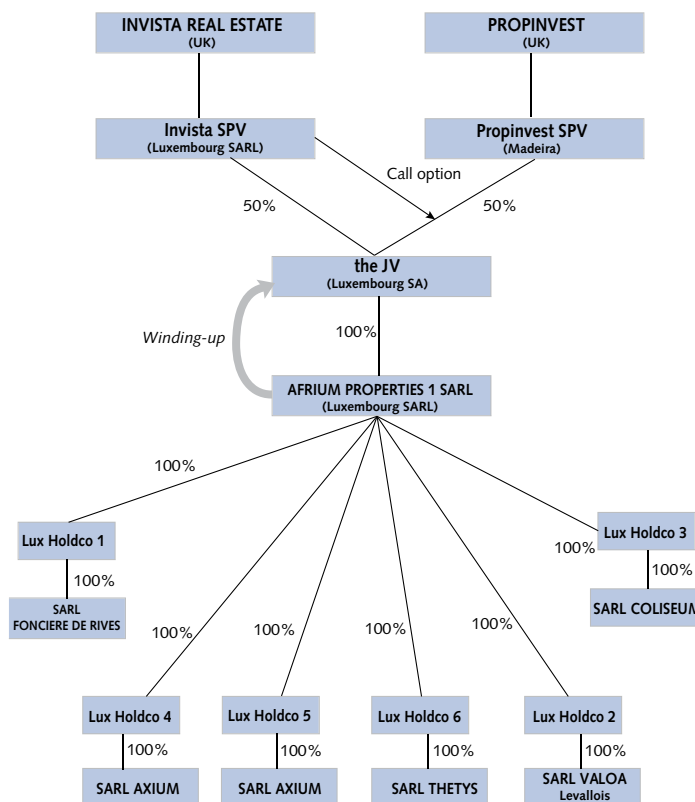 INVISTA REAL ESTATE
(UK)
PROPINVEST
(UK)
Invista SPV
(Luxembourg SARL)
Propinvest SPV
(Madeira)
Call option
50%
50%
the JV
(Luxembourg SA)
Winding-up
100%
AFRIUM PROPERTIES 1 SARL
(Luxembourg SARL)
100%
Lux Holdco 1
100%
SARL
FONCIERE DE RIVES
100%
Lux Holdco 3
100%
SARL COLISEUM
100%
100%
100%
100%
Lux Holdco 4
Lux Holdco 5
Lux Holdco 6
Lux Holdco 2
100%
100%
100%
100%
SARL AXIUM
SARL AXIUM
SARL THETYS
SARL VALOA
Levallois